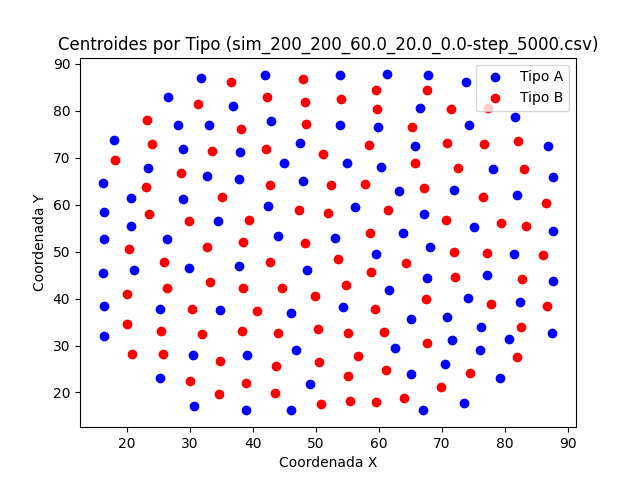 Centroides por Tipo (sim_200_200_60.0_20.0_0.0-step_5000.csv)
Tipo A
Tipo B
90
80
70
60
50
40
30
20
Coordenada Y
20 30 40 50 60 70 80 90
Coordenada X